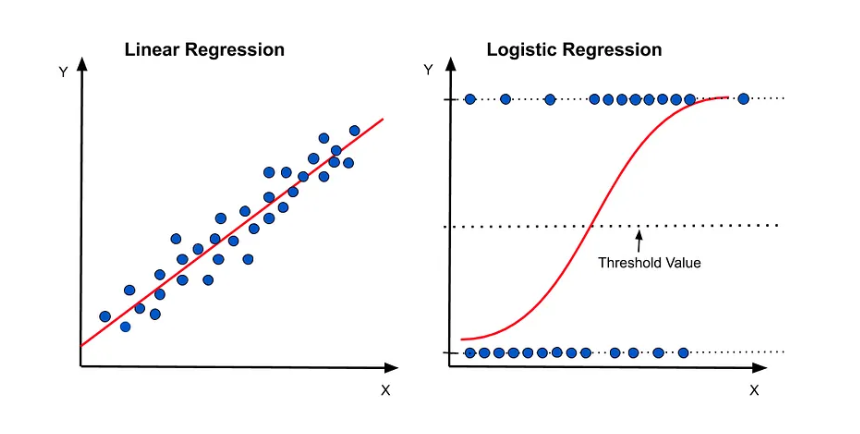 Linear Regression
Y
X
Logistic Regression
Y
Threshold Value
X